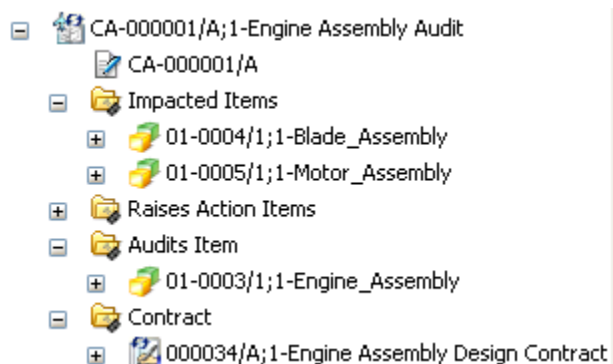 CA-000001/A;1-Engine Assembly Audit
CA-000001/A
Impacted Items
01-0004/1;1-Blade_Assembly
01-0005/1;1-Motor_Assembly
Raises Action Items
Audits Item
01-0003/1;1-Engine_Assembly
Contract
000034/A;1-Engine Assembly Design Contract